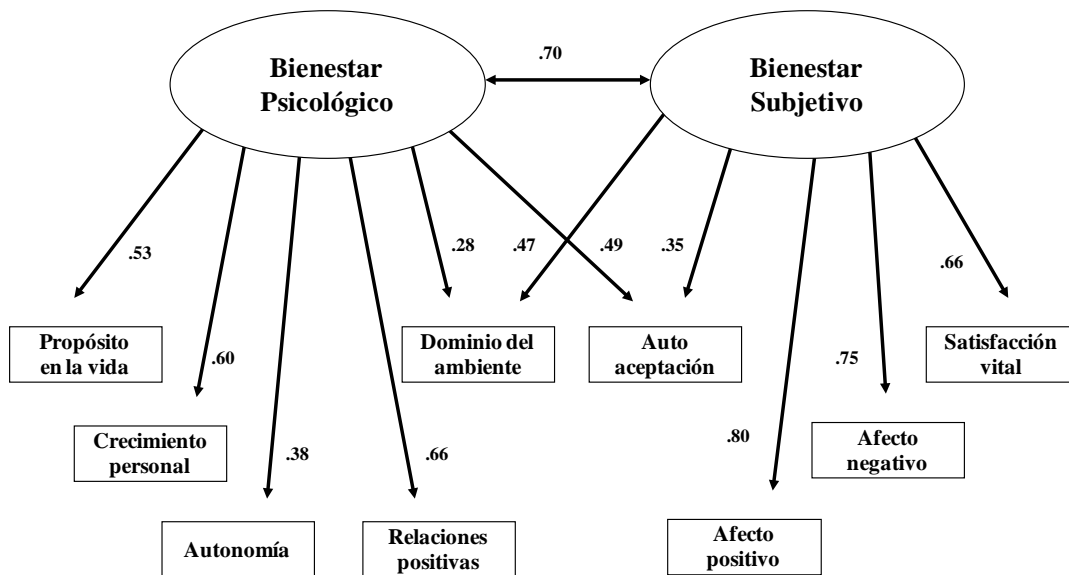 Bienestar
Psicológico
.70
Bienestar
Subjetivo
.53
.60
.38
.66
.28
.47
.49
.35
.80
.75
.66
Propósito
en la vida
Crecimiento
personal
Autonomía
Relaciones
positivas
Dominio del
ambiente
Auto
aceptación
Afecto
positivo
Afecto
negativo
Satisfacción
vital